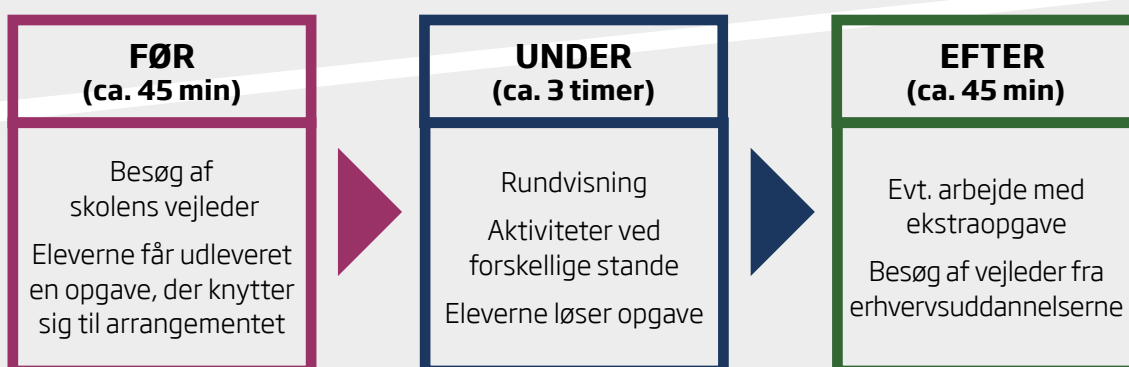 FØR
(ca. 45 min)
Besøg af
skolens vejleder
Eleverne får udleveret
en opgave, der knytter
sig til arrangementet
UNDER
(ca. 3 timer)
Rundvisning
Aktiviteter ved
forskellige stande
Eleverne løser opgave
EFTER
(ca. 45 min)
Evt. arbejde med
ekstraopgave
Besøg af vejleder fra
erhvervsuddannelserne